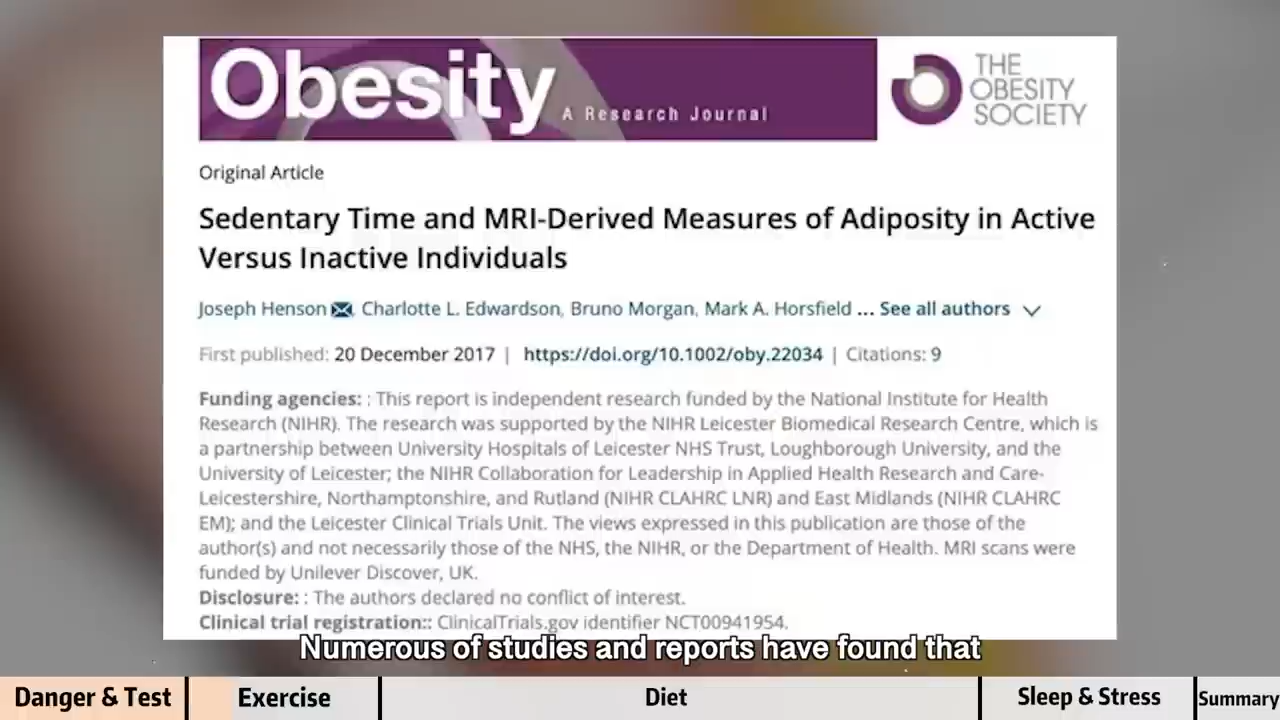 Obesity
A Research Journal
THE
OBESITY
SOCIETY
Original Article
Sedentary Time and MRI-Derived Measures of Adiposity in Active
Versus Inactive Individuals
Joseph Henson Charlotte L. Edwardson, Bruno Morgan, Mark A. Horsfield ... See all authors
First published: 20 December 2017 | https://doi.org/10.1002/oby.22034 | Citations: 9
Funding agencies: : This report is independent research funded by the National Institute for Health
Research (NIHR). The research was supported by the NIHR Leicester Biomedical Research Centre, which is
a partnership between University Hospitals of Leicester NHS Trust, Loughborough University, and the
University of Leicester; the NIHR Collaboration for Leadership in Applied Health Research and Care-
Leicestershire, Northamptonshire, and Rutland (NIHR CLAHRC LNR) and East Midlands (NIHR CLAHRC
EM); and the Leicester Clinical Trials Unit. The views expressed in this publication are those of the
author(s) and not necessarily those of the NHS, the NIHR, or the Department of Health. MRI scans were
funded by Unilever Discover, UK.
Disclosure: : The authors declared no conflict of interest.
Clinical trial registration:: ClinicalTrials.gov identifier NCT00941954.
Numerous of studies and reports have found that
Danger & Test Exercise Diet Sleep & Stress Summary